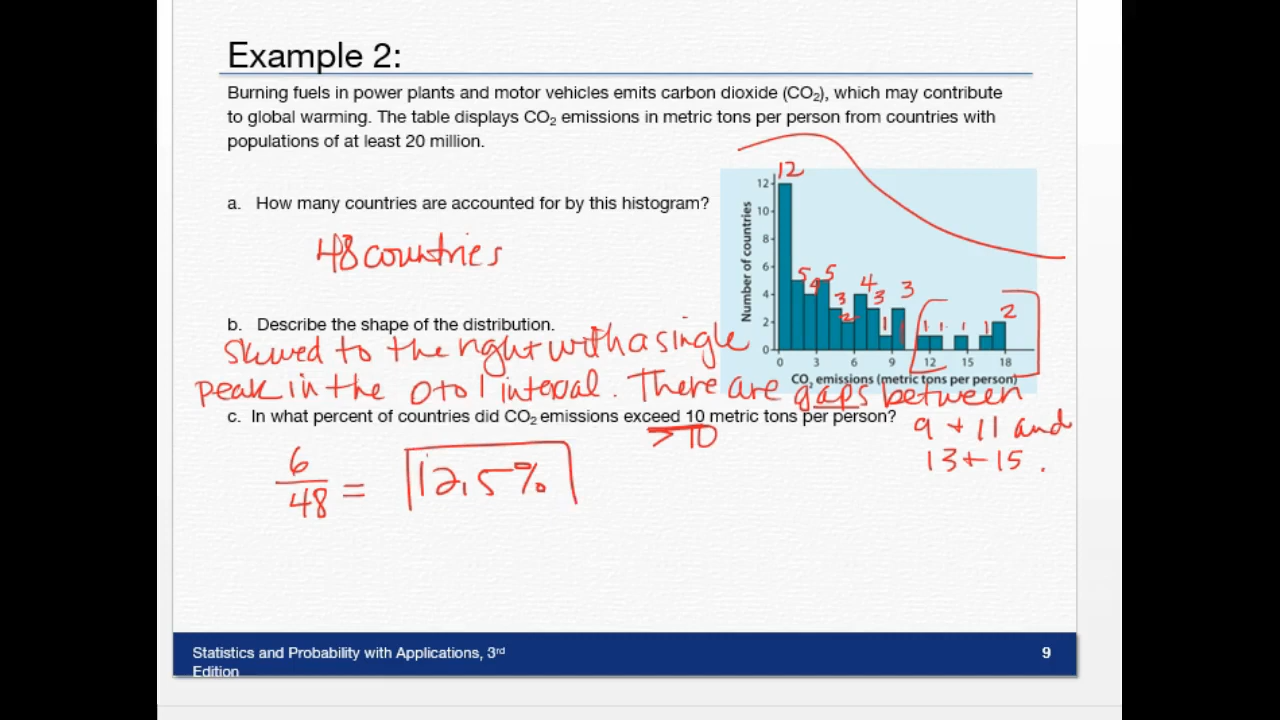 Example 2:
Burning fuels in power plants and motor vehicles emits carbon dioxide (CO₂), which may contribute
to global warming. The table displays CO₂ emissions in metric tons per person from countries with
populations of at least 20 million.
a. How many countries are accounted for by this histogram?
48 countries
b. Describe the shape of the distribution.
skwed to the right with a single
peak in the 0 to 1 interval. There are gaps between
9 + 11 and
13 + 15.
c. In what percent of countries did CO₂ emissions exceed 10 metric tons per person?
> 10
6
48 = 12.5%
Number of countries
12
10
8
6
4
2
0
12
5 4 5 3 2 4 3 1 3 1 1 1 1 2
0 3 6 9 12 15 18
CO₂ emissions (metric tons per person)
Statistics and Probability with Applications, 3rd
Edition
9